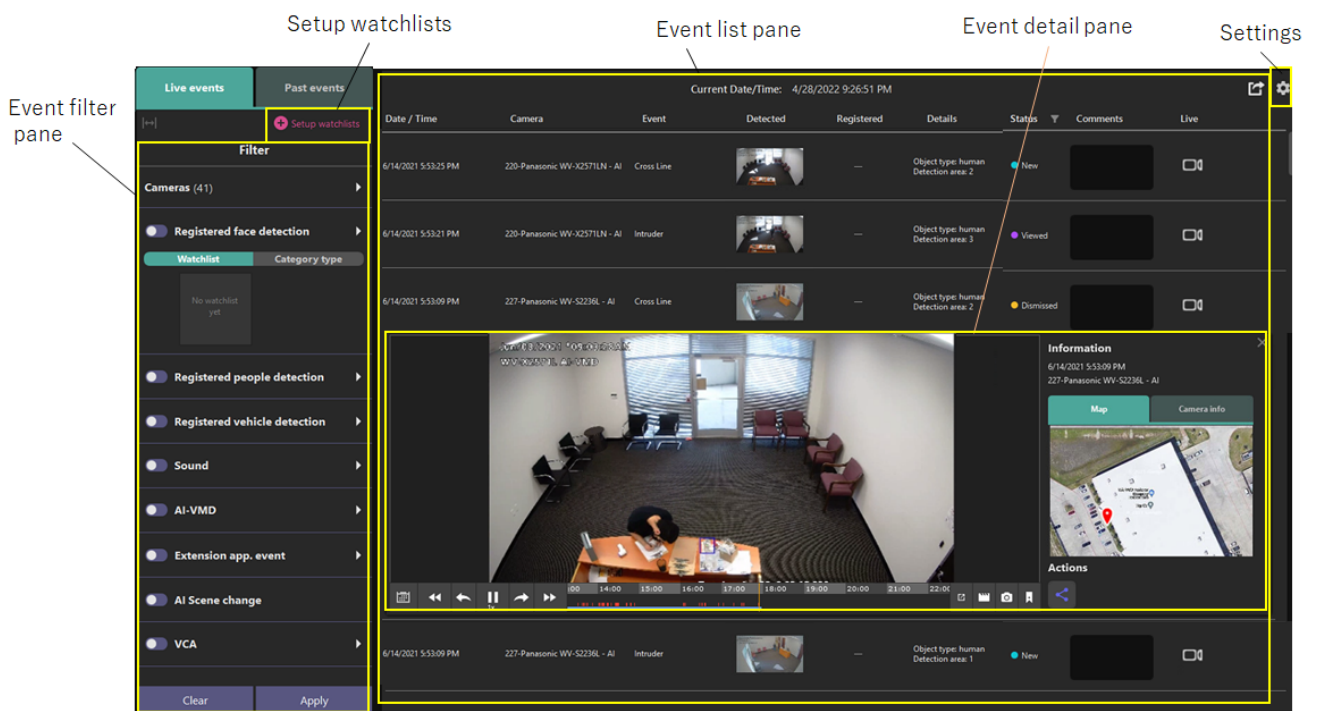 Setup watchlists
Event list pane
Event detail pane
Settings
Event filter
pane
Live events
Past events
Current Date/Time: 4/28/2022 9:26:51 PM
Setup watchlists
Date / Time
Camera
Event
Detected
Registered
Details
Status
Comments
Live
Filter
Cameras (41)
Registered face detection
Watchlist
Category type
No watchlist
yet
Registered people detection
Registered vehicle detection
Sound
AI-VMD
Extension app. event
AI Scene change
VCA
Clear
Apply
6/14/2021 5:53:25 PM
220-Panasonic WV-X2571LN - AI
Cross Line
—
Object type: human
Detection area: 2
New
6/14/2021 5:53:21 PM
220-Panasonic WV-X2571LN - AI
Intruder
—
Object type: human
Detection area: 3
Viewed
6/14/2021 5:53:09 PM
227-Panasonic WV-S2236L - AI
Cross Line
—
Object type: human
Detection area: 2
Dismissed
Information
6/14/2021 5:53:09 PM
227-Panasonic WV-S2236L - AI
Map
Camera info
Actions
1x
:00 14:00 15:00 16:00 17:00 18:00 19:00 20:00 21:00 22:00
6/14/2021 5:53:09 PM
227-Panasonic WV-S2236L - AI
Intruder
—
Object type: human
Detection area: 1
New